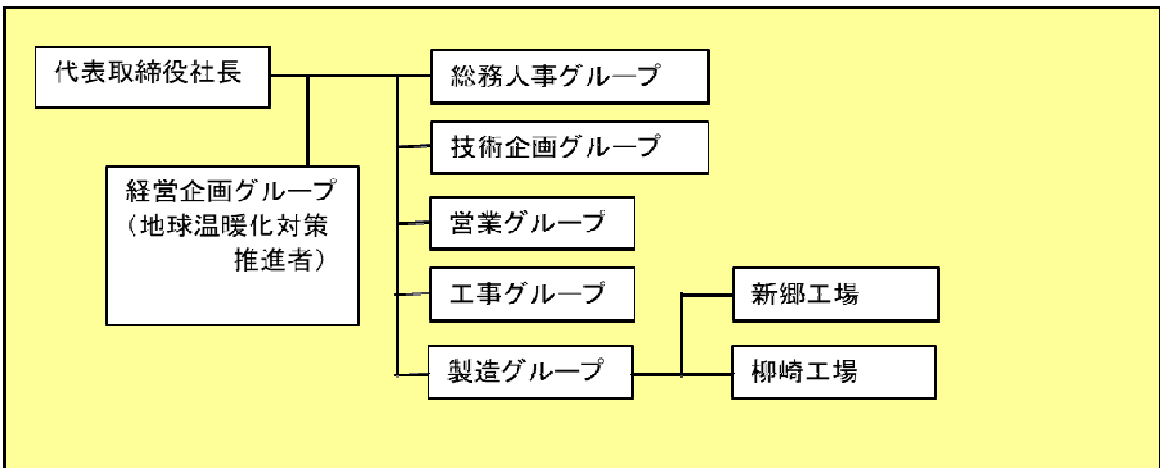 代表取締役社長
総務人事グループ
技術企画グループ
経営企画グループ
（地球温暖化対策
推進者）
営業グループ
工事グループ
新郷工場
製造グループ
柳崎工場